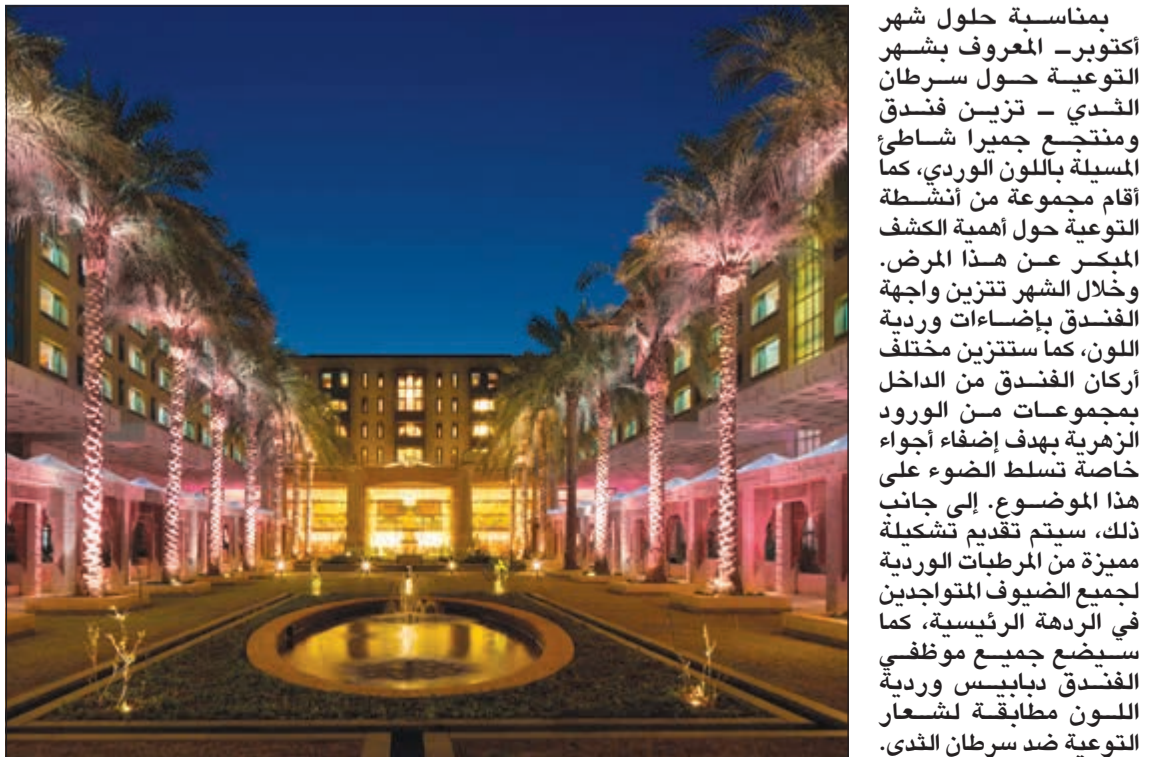 بمناسبة حلول شهر
أكتوبر– المعروف بشهر
التوعية حول سرطان
الثدي – تزين فندق
ومنتجع جميرا شاطئ
المسيلة باللون الوردي، كما
أقام مجموعة من أنشطة
التوعية حول أهمية الكشف
المبكر عن هذا المرض.
وخلال الشهر تتزين واجهة
الفندق بإضاءات وردية
اللون، كما ستتزين مختلف
أركان الفندق من الداخل
بمجموعات من الورود
الزهرية بهدف إضفاء أجواء
خاصة تسلط الضوء على
هذا الموضوع. إلى جانب
ذلك، سيتم تقديم تشكيلة
مميزة من المرطبات الوردية
لجميع الضيوف المتواجدين
في الردهة الرئيسية، كما
سيضع جميع موظفي
الفندق دبابيس وردية
اللون مطابقة لشعار
التوعية ضد سرطان الثدي.